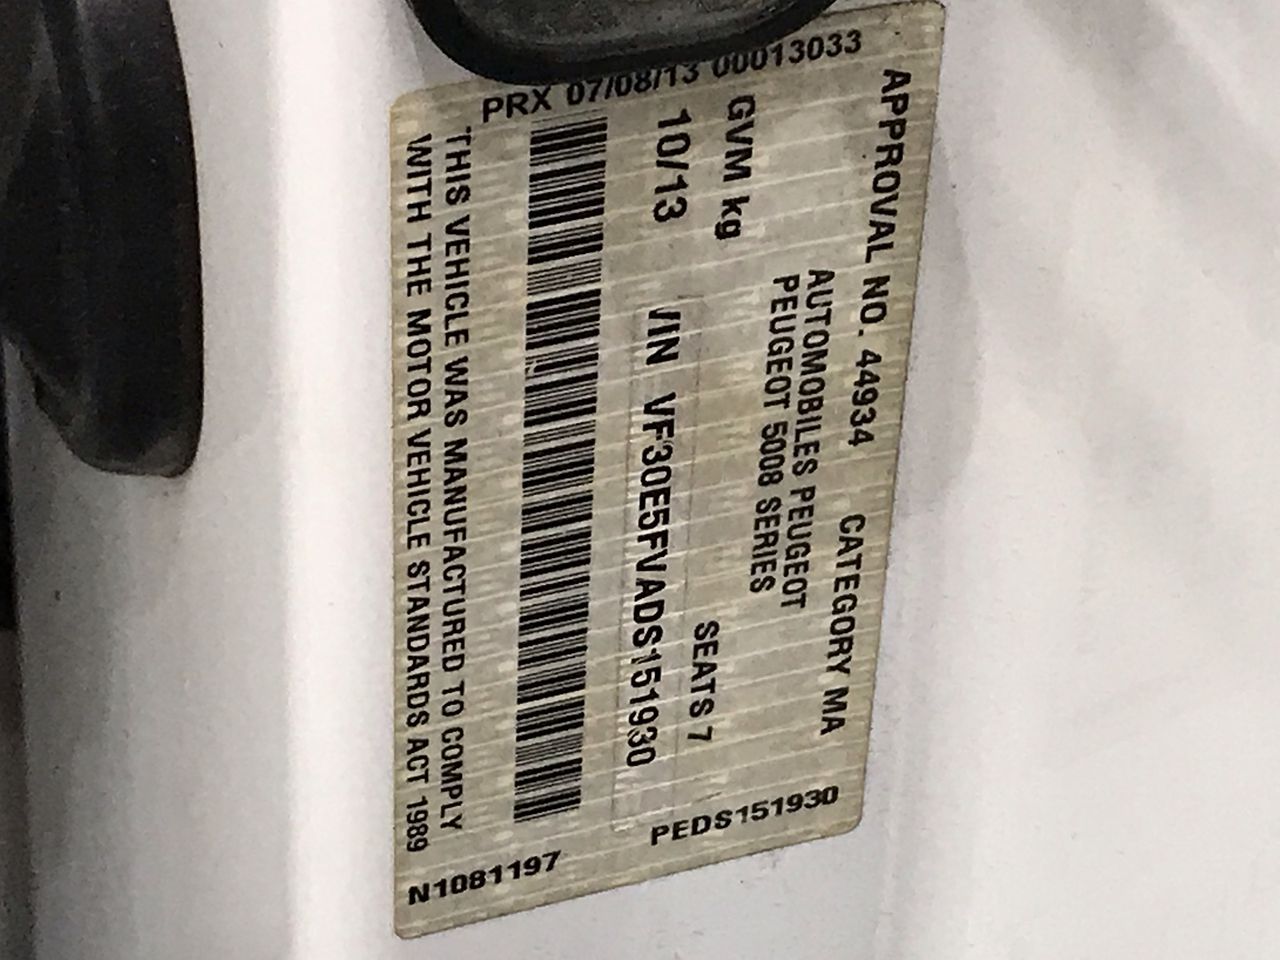 APPROVAL NO. 44934 CATEGORY MA
AUTOMOBILES PEUGEOT
PEUGEOT 5008 SERIES
GVM kg SEATS 7
10/13 VIN VF30E5FVADS151930
THIS VEHICLE WAS MANUFACTURED TO COMPLY
WITH THE MOTOR VEHICLE STANDARDS ACT 1989
PRX 07/08/13 00013033
PEDS151930
N1081197